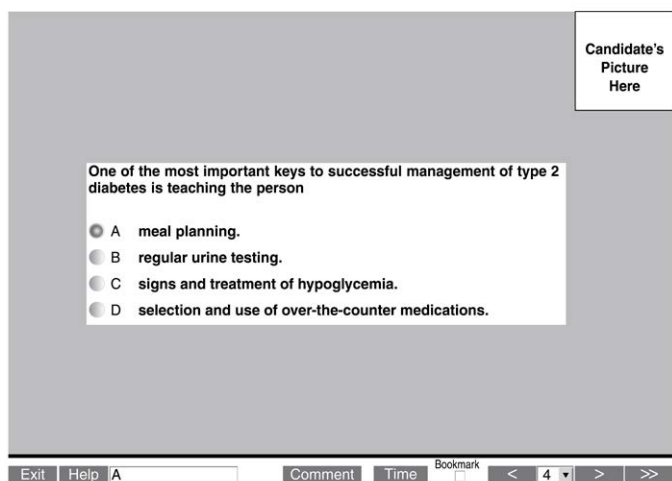 Candidate's
Picture
Here
One of the most important keys to successful management of type 2
diabetes is teaching the person
A meal planning.
B regular urine testing.
C signs and treatment of hypoglycemia.
D selection and use of over-the-counter medications.
Exit Help A Comment Time Bookmark < 4 > >>